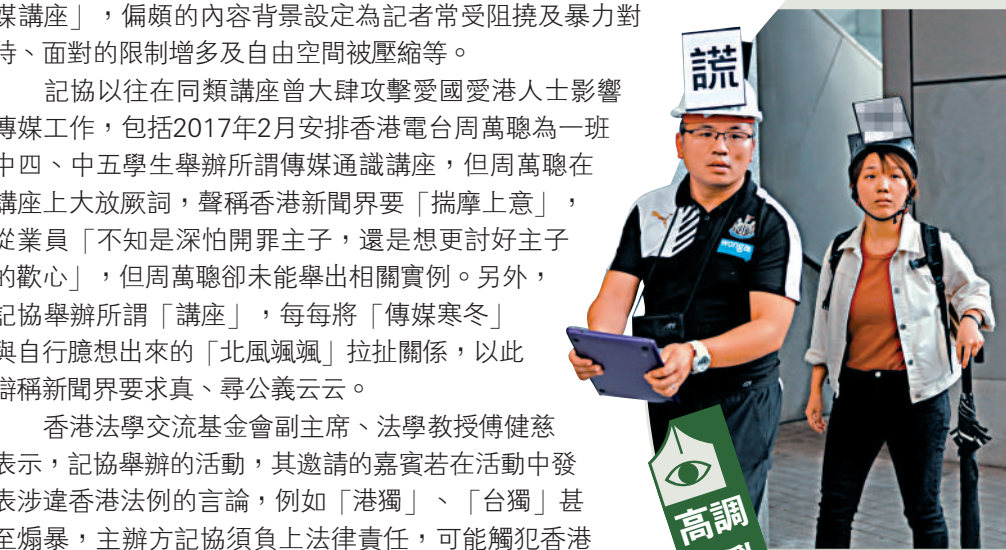 媒講座」，偏頗的內容背景設定為記者常受阻撓及暴力對
待、面對的限制增多及自由空間被壓縮等。
記協以往在同類講座曾大肆攻擊愛國愛港人士影響
傳媒工作，包括2017年2月安排香港電台周萬聰為一班
中四、中五學生舉辦所謂傳媒通識講座，但周萬聰在
講座上大放厥詞，聲稱香港新聞界要「揣摩上意」，
從業員「不知是深怕開罪主子，還是想更討好主子
的歡心」，但周萬聰卻未能舉出相關實例。另外，
記協舉辦所謂「講座」，每每將「傳媒寒冬」
與自行臆想出來的「北風颯颯」拉扯關係，以此
辯稱新聞界要求真、尋公義云云。
香港法學交流基金會副主席、法學教授傅健慈
表示，記協舉辦的活動，其邀請的嘉賓若在活動中發
表涉違香港法例的言論，例如「港獨」、「台獨」甚
至煽暴，主辦方記協須負上法律責任，可能觸犯香港
謊
wonga
高調